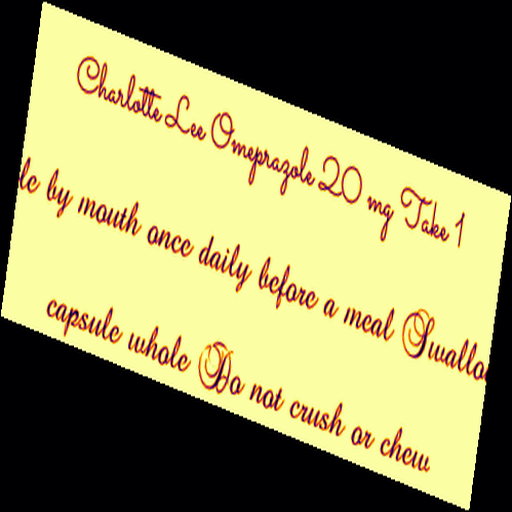 Charlotte Lee Omeprazole 20 mg Take 1
by mouth once daily before a meal
capsule whole Do not crush or chew